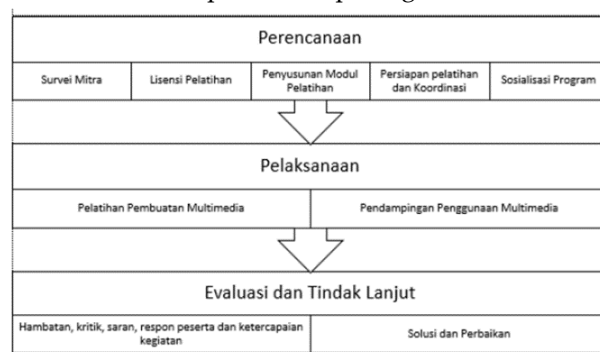 Perencanaan
Survei Mitra
Lisensi Pelatihan
Penyusunan Modul
Pelatihan
Persiapan pelatihan
dan Koordinasi
Sosialisasi Program
Pelaksanaan
Pelatihan Pembuatan Multimedia
Pendampingan Penggunaan Multimedia
Evaluasi dan Tindak Lanjut
Hambatan, kritik, saran, respon peserta dan ketercapaian
kegiatan
Solusi dan Perbaikan